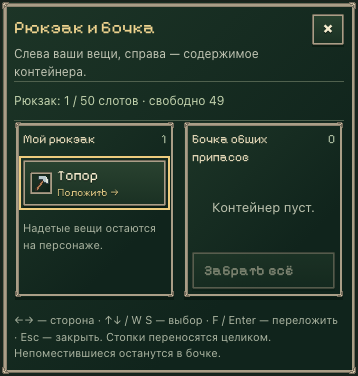 Рюкзак и бочка
×
Слева ваши вещи, справа — содержимое
контейнера.
Рюкзак: 1 / 50 слотов · свободно 49
Мой рюкзак 1
Топор
Положить →
Надетые вещи остаются
на персонаже.
Бочка общих 0
припасов
Контейнер пуст.
Забрать всё
←→ — сторона · ↑↓ / W S — выбор · F / Enter — переложить
· Esc — закрыть. Стопки переносятся целиком.
Непоместившиеся останутся в бочке.